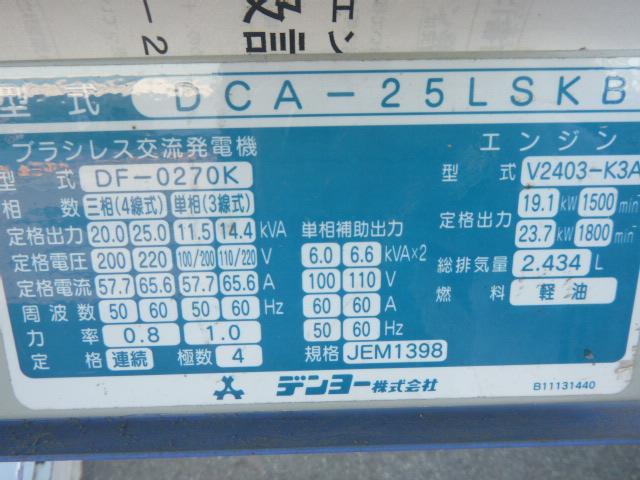 エン
設
ー2
型式 DCA-25LSKB
ブラシレス交流発電機
型式 DF-0270K
相数 三相(4線式) 単相(3線式)
定格出力 20.0 25.0 11.5 14.4 kVA
定格電圧 200 220 100/200 110/220 V
定格電流 57.7 65.6 57.7 65.6 A
周波数 50 60 50 60 Hz
力率 0.8 1.0
定格 連続 極数 4
単相補助出力
6.0 6.6 kVA×2
100 110 V
60 60 A
50 60 Hz
規格 JEM1398
エンジン
型式 V2403-K3A
定格出力 19.1 kW 1500 min
23.7 kW 1800 min
総排気量 2.434 L
燃料 軽油
デンヨー株式会社
B11131440